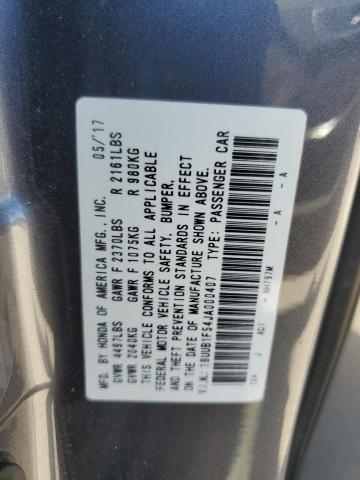 MFD. BY HONDA OF AMERICA MFG., INC. 05/17
GVWR 4497LBS GAWR F 2370LBS R 2161LBS
GVWR 2040KG GAWR F 1075KG R 980KG
THIS VEHICLE CONFORMS TO ALL APPLICABLE
FEDERAL MOTOR VEHICLE SAFETY, BUMPER,
AND THEFT PREVENTION STANDARDS IN EFFECT
ON THE DATE OF MANUFACTURE SHOWN ABOVE.
V.I.N.: 19UUB1F54JA000407 TYPE: PASSENGER CAR
ADT NH797M - A - A